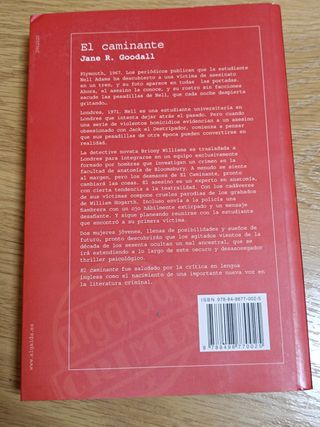 El caminante
Jane R. Goodall
Plymouth, 1967. Los periódicos publican que la estudiante
Nell Adams ha descubierto a una víctima de asesinato
en un tren, y su foto aparece en todas las portadas.
Ahora, el asesino la conoce, y su rostro sin facciones
sacude las pesadillas de Nell, que cada noche despierta
gritando...
Londres, 1971. Nell es una estudiante universitaria en
Londres que intenta dejar atrás el pasado. Pero cuando
una serie de violentos homicidios evidencian a un asesino
obsesionado con Jack el Destripador, comienza a pensar
que sus pesadillas de otra época pueden convertirse en
realidad.
La detective novata Briony Williams es trasladada a
Londres para integrarse en un equipo exclusivamente
formado por hombres que investigan un crimen en la
facultad de anatomía de Bloomsbury. A menudo se siente
al margen, pero los desmanes de El Caminante, pronto
cambiará las cosas. El asesino es un experto en anatomía,
con cierta tendencia a la teatralidad. Con los cadáveres
de sus víctimas compone crueles parodias de los grabados
de William Hogarth. Incluso envía a la policía una
fiambrera con un ojo hábilmente extirpado y un mensaje
desafiante. Y sigue planeando reunirse con la estudiante
que encontró a su primera víctima.
Dos mujeres jóvenes, llenas de posibilidades y sueños de
futuro, pronto descubrirán que los agitados vientos de la
década de los sesenta ocultan un mal ancestral, que se
irá extendiendo a lo largo de este oscuro y desasosegador
thriller psicológico.
El Caminante fue saludado por la crítica en lengua
inglesa como el nacimiento de una importante nueva voz en
la literatura criminal.
www.algaida.es
ISBN 978-84-9877-002-5
9 788498 770025